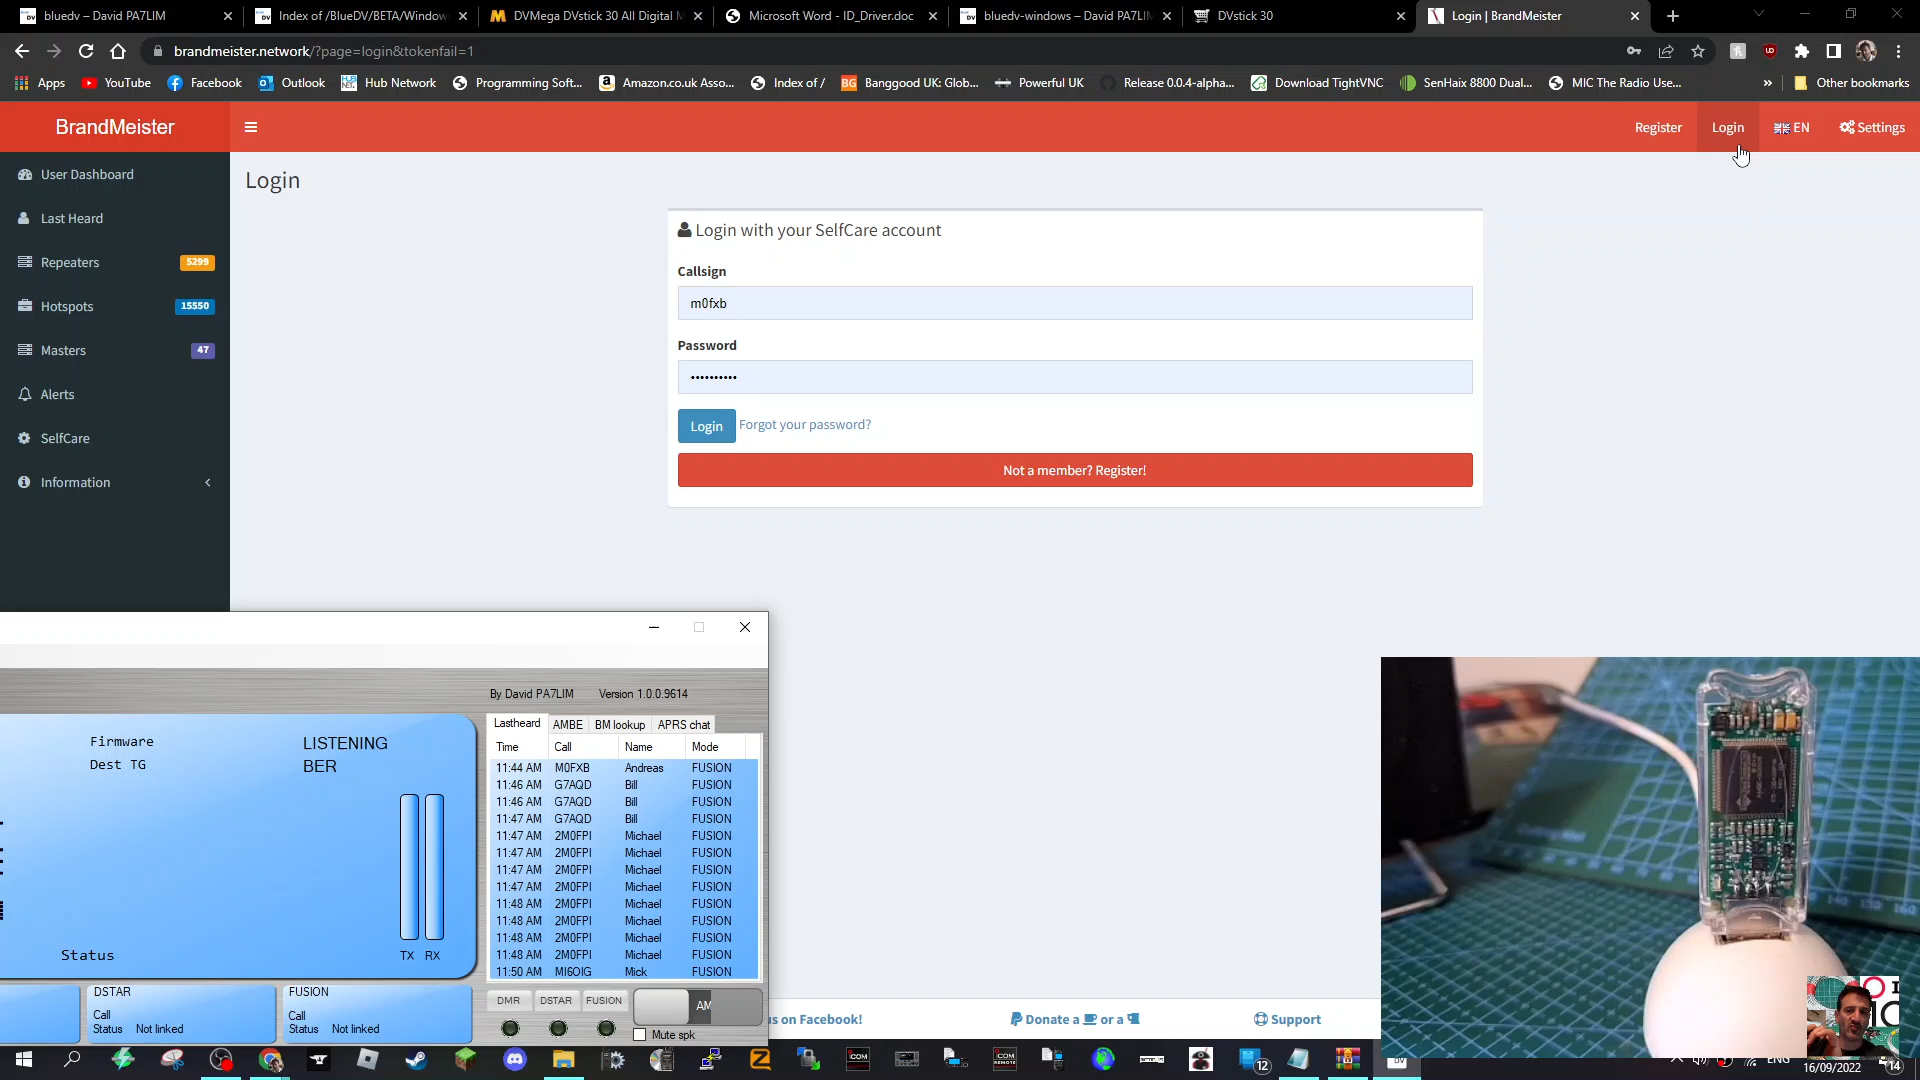 bluedv – David PA7LIM
Index of /BlueDV/BETA/Window
DVMega DVstick 30 All Digital M
Microsoft Word - ID_Driver.doc
bluedv-windows – David PA7LIM
DVstick 30
Login | BrandMeister
brandmeister.network/?page=login&tokenfail=1
Apps
YouTube
Facebook
Outlook
Hub Network
Programming Soft...
Amazon.co.uk Asso...
Index of /
Banggood UK: Glob...
Powerful UK
Release 0.0.4-alpha...
Download TightVNC
SenHaix 8800 Dual...
MIC The Radio Use...
»
Other bookmarks
BrandMeister
Register
Login
EN
Settings
User Dashboard
Last Heard
Repeaters 5299
Hotspots 15550
Masters 47
Alerts
SelfCare
Information
Login
Login with your SelfCare account
Callsign
m0fxb
Password
••••••••••
Login Forgot your password?
Not a member? Register!
By David PA7LIM Version 1.0.0.9614
Firmware
Dest TG
LISTENING
BER
Status
TX RX
Lastheard AMBE BM lookup APRS chat
Time Call Name Mode
11:44 AM M0FXB Andreas FUSION
11:46 AM G7AQD Bill FUSION
11:46 AM G7AQD Bill FUSION
11:47 AM G7AQD Bill FUSION
11:47 AM 2M0FPI Michael FUSION
11:47 AM 2M0FPI Michael FUSION
11:47 AM 2M0FPI Michael FUSION
11:47 AM 2M0FPI Michael FUSION
11:48 AM 2M0FPI Michael FUSION
11:48 AM 2M0FPI Michael FUSION
11:48 AM 2M0FPI Michael FUSION
11:48 AM 2M0FPI Michael FUSION
11:50 AM MI6OIG Mick FUSION
DSTAR
Call
Status Not linked
FUSION
Call
Status Not linked
DMR DSTAR FUSION
AM
Mute spk
us on Facebook!
Donate a or a
Support
12
ENG
16/09/2022
14